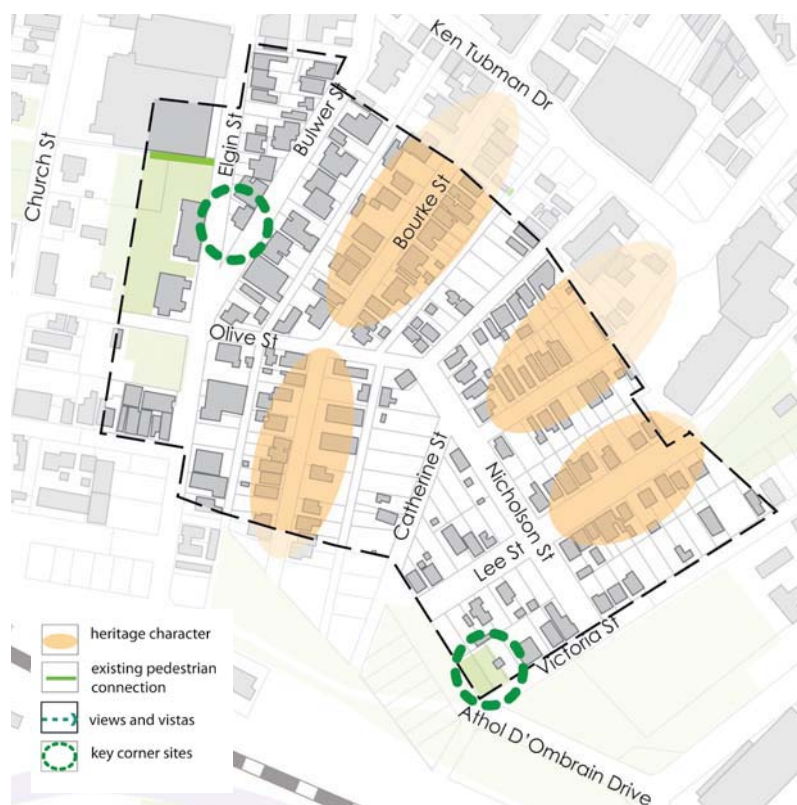 Ken Tubman Dr
Elgin St
Bulwer St
Church St
Bourke St
Olive St
Catherine St
Nicholson St
Lee St
Victoria St
Athol D'Ombrain Drive
heritage character
existing pedestrian
connection
views and vistas
key corner sites